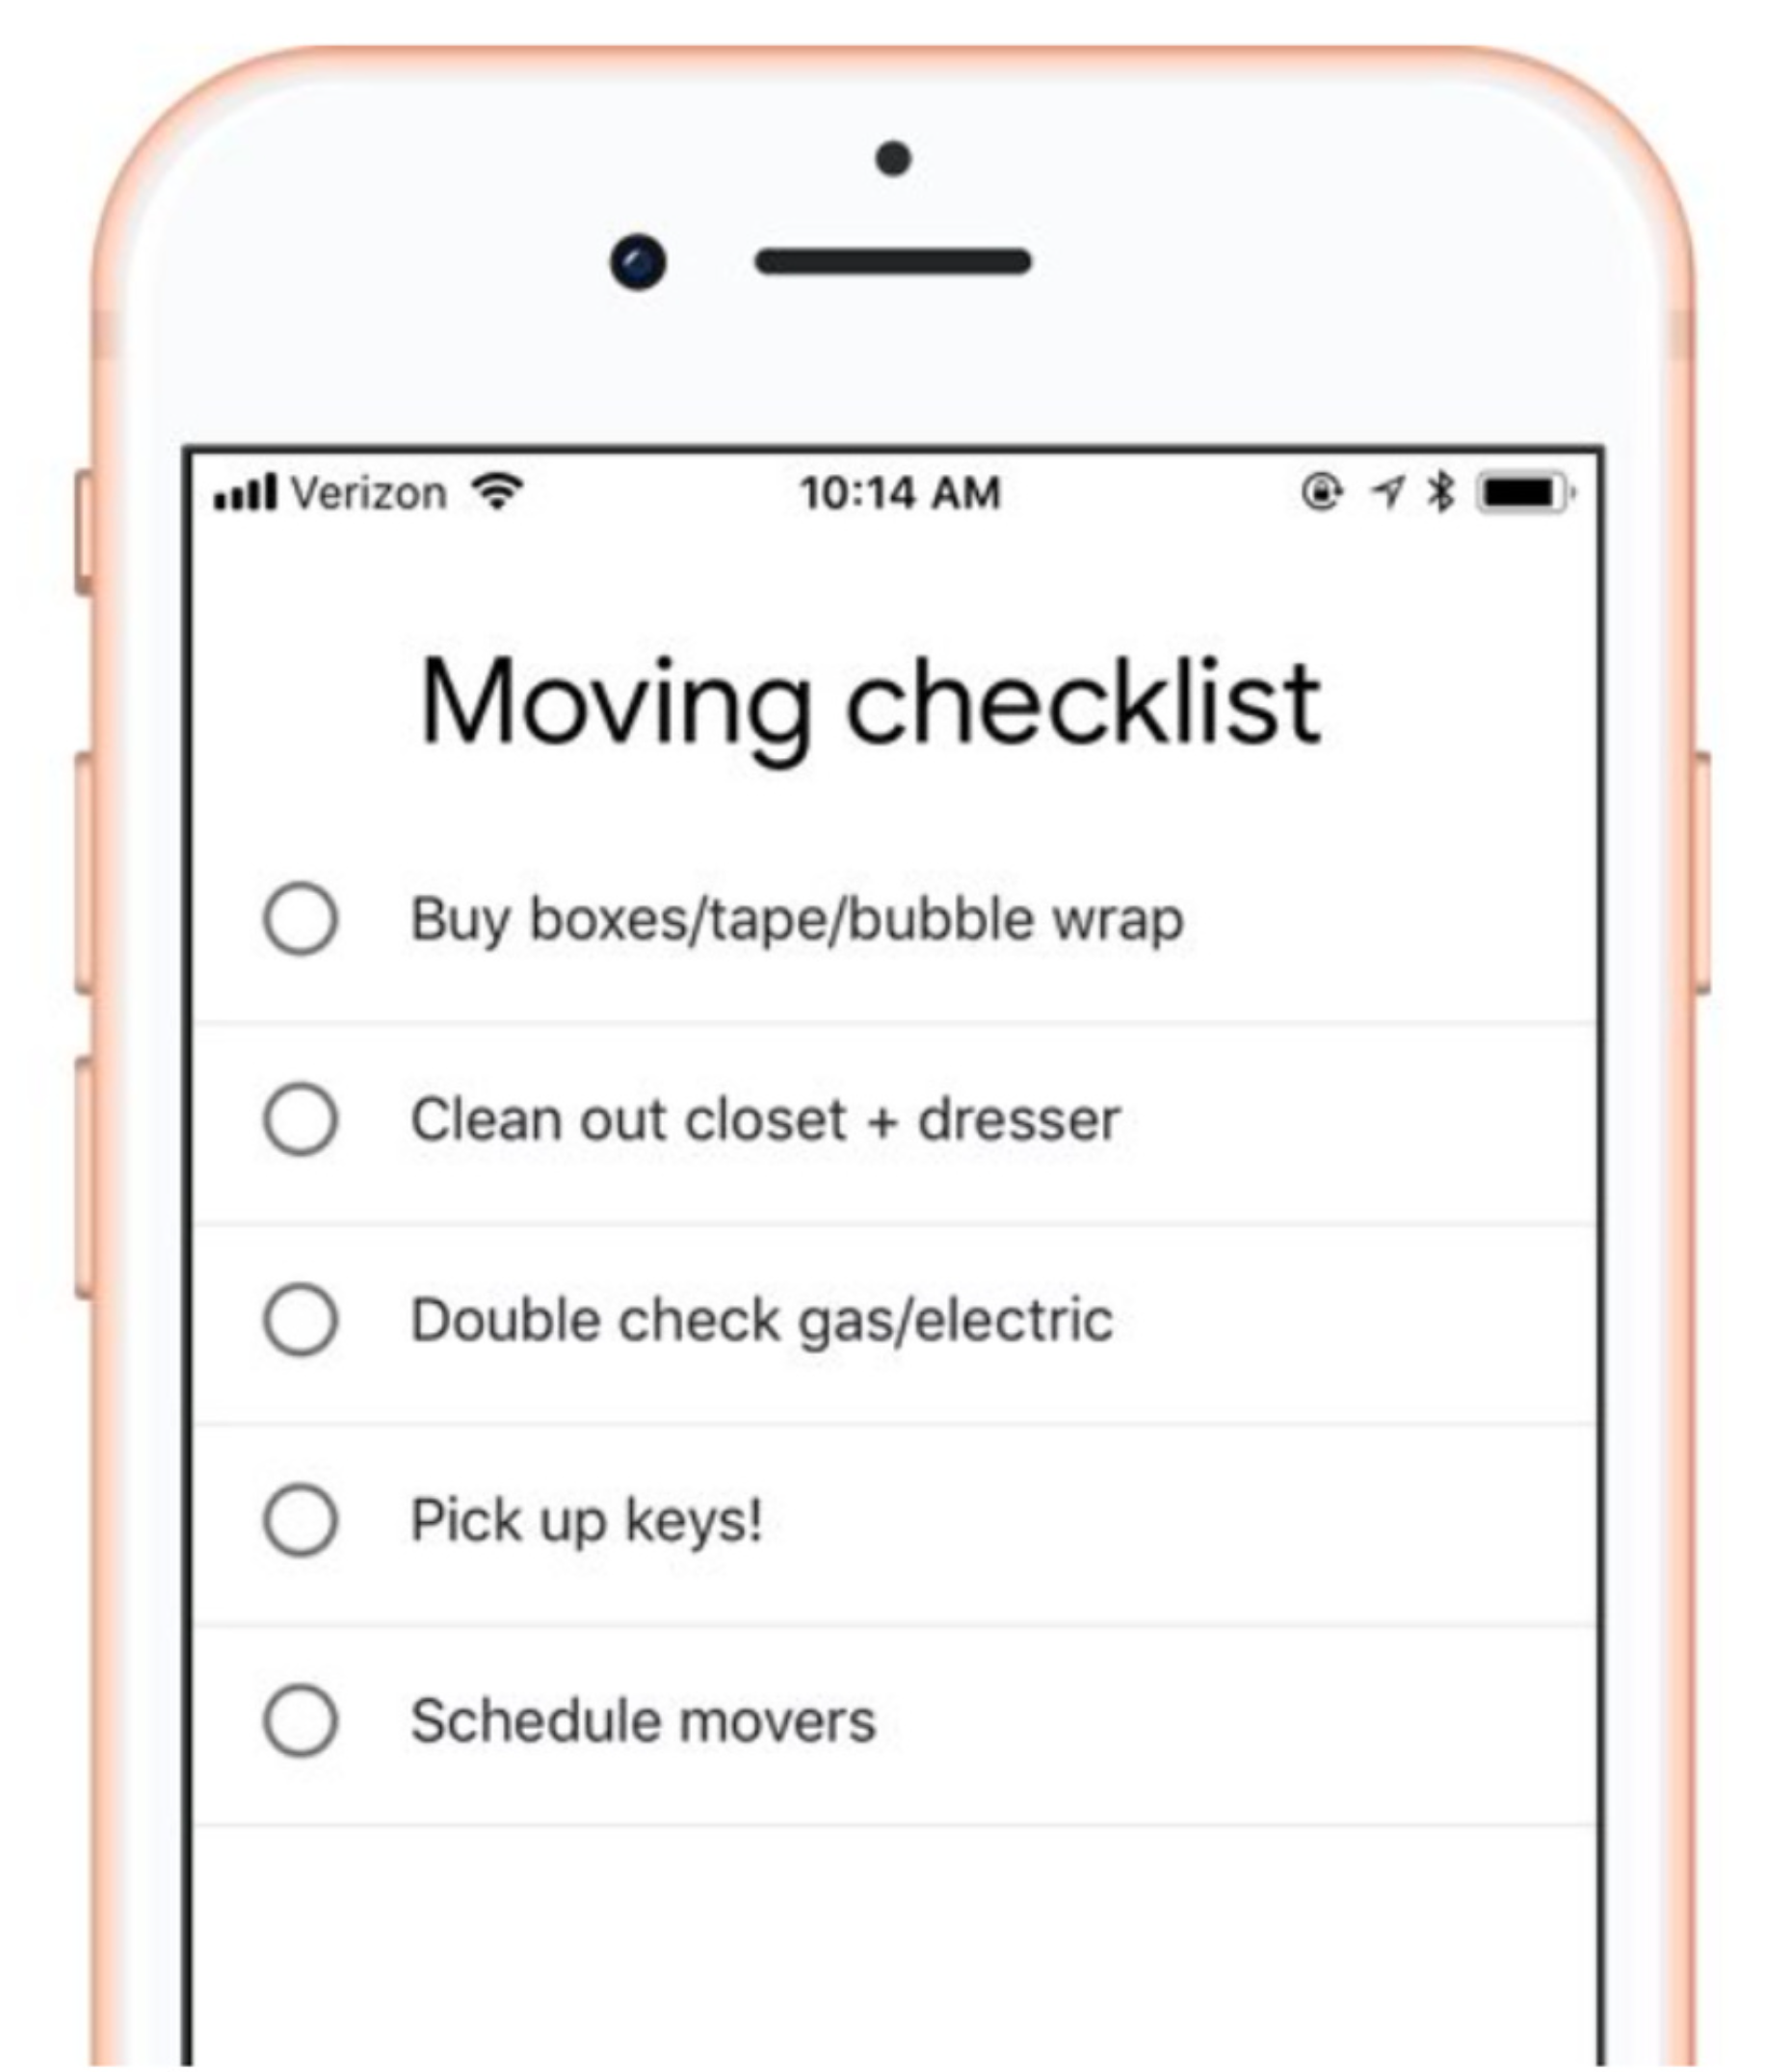 Verizon 10:14 AM
Moving checklist
Buy boxes/tape/bubble wrap
Clean out closet + dresser
Double check gas/electric
Pick up keys!
Schedule movers